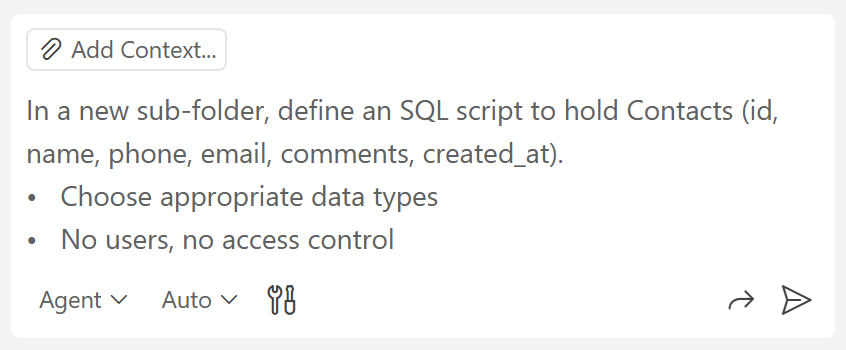 Add Context...
In a new sub-folder, define an SQL script to hold Contacts (id,
name, phone, email, comments, created_at).
• Choose appropriate data types
• No users, no access control
Agent Auto